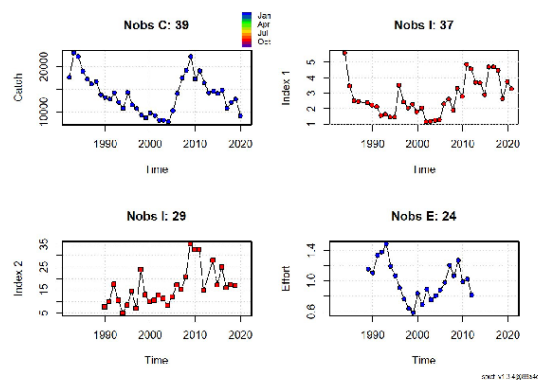 Nobs C: 39
Jan
Apr
Jul
Oct
Catch
20000
10000
1990 2000 2010 2020
Time
Nobs I: 37
Index 1
5
4
3
2
1
1990 2000 2010 2020
Time
Nobs I: 29
Index 2
35
25
15
5
1990 2000 2010 2020
Time
Nobs E: 24
Effort
1.4
1.0
0.6
1990 2000 2010 2020
Time